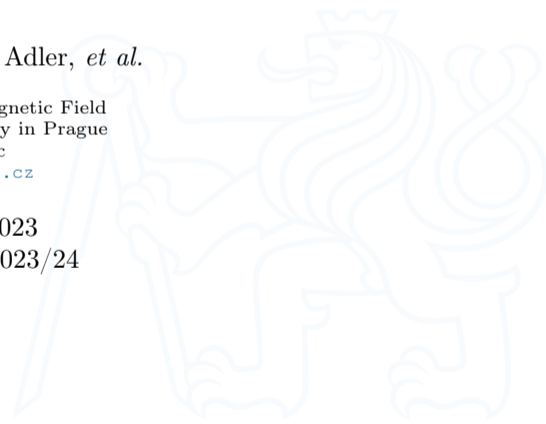 Adler, et al.
gnetic Field
y in Prague
c
.cz
023
023/24